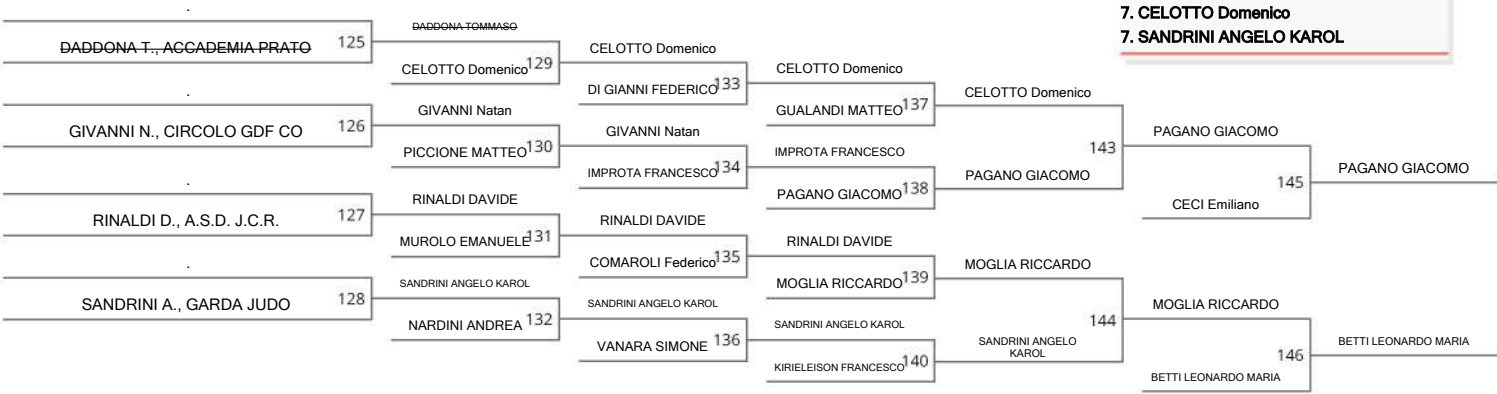 7. CELOTTO Domenico
7. SANDRINI ANGELO KAROL
.
DADDONA T., ACCADEMIA PRATO
125
.
GIVANNI N., CIRCOLO GDF CO
126
.
RINALDI D., A.S.D. J.C.R.
127
.
SANDRINI A., GARDA JUDO
128
DADDONA TOMMASO
CELOTTO Domenico
129
GIVANNI Natan
PICCIONE MATTEO
130
RINALDI DAVIDE
MUROLO EMANUELE
131
SANDRINI ANGELO KAROL
NARDINI ANDREA
132
CELOTTO Domenico
DI GIANNI FEDERICO
133
GIVANNI Natan
IMPROTA FRANCESCO
134
RINALDI DAVIDE
COMAROLI Federico
135
SANDRINI ANGELO KAROL
VANARA SIMONE
136
CELOTTO Domenico
GUALANDI MATTEO
137
IMPROTA FRANCESCO
PAGANO GIACOMO
138
RINALDI DAVIDE
MOGLIA RICCARDO
139
SANDRINI ANGELO KAROL
KIRIELEISON FRANCESCO
140
CELOTTO Domenico
143
PAGANO GIACOMO
MOGLIA RICCARDO
144
SANDRINI ANGELO
KAROL
PAGANO GIACOMO
145
CECI Emiliano
MOGLIA RICCARDO
146
BETTI LEONARDO MARIA
PAGANO GIACOMO
BETTI LEONARDO MARIA